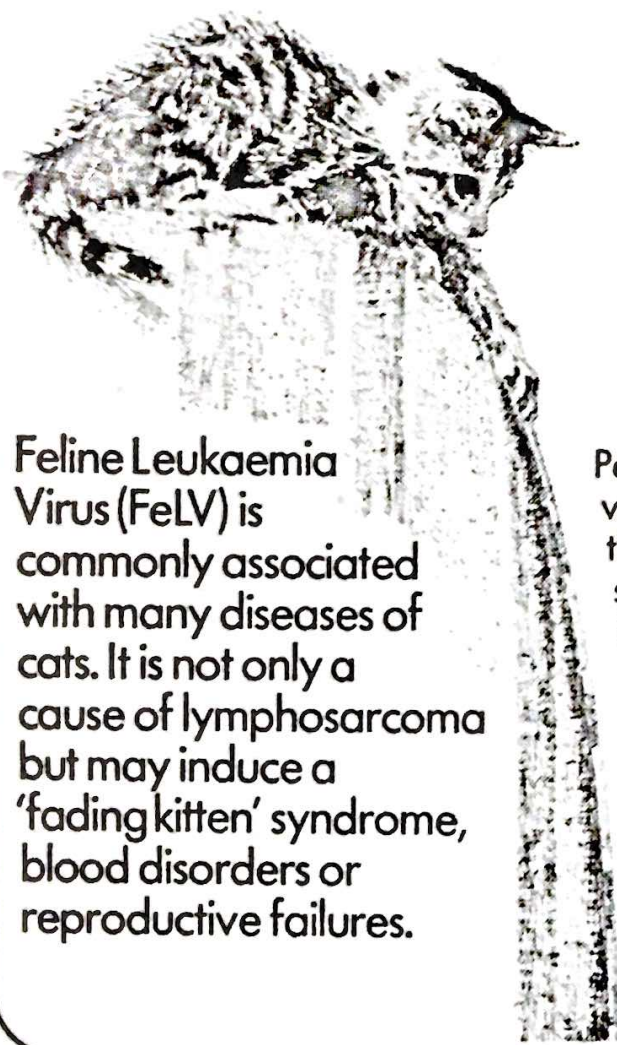 Feline Leukaemia
Virus (FeLV) is
commonly associated
with many diseases of
cats. It is not only a
cause of lymphosarcoma
but may induce a
'fading kitten' syndrome,
blood disorders or
reproductive failures.